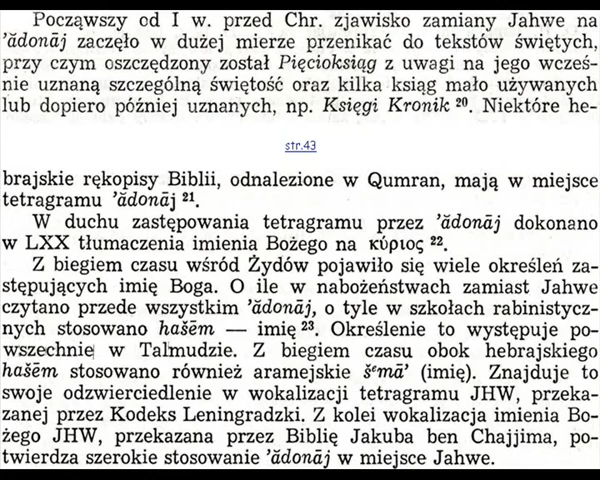 Począwszy od I w. przed Chr. zjawisko zamiany Jahwe na
’ădonāj zaczęło w dużej mierze przenikać do tekstów świętych,
przy czym oszczędzony został Pięcioksiąg z uwagi na jego wcześ-
nie uznaną szczególną świętość oraz kilka ksiąg mało używanych
lub dopiero później uznanych, np. Księgi Kronik ²⁰. Niektóre he-
str.43
brajskie rękopisy Biblii, odnalezione w Qumran, mają w miejsce
tetragramu ’ădonāj ²¹.
W duchu zastępowania tetragramu przez ’ădonāj dokonano
w LXX tłumaczenia imienia Bożego na κύριος ²².
Z biegiem czasu wśród Żydów pojawiło się wiele określeń za-
stępujących imię Boga. O ile w nabożeństwach zamiast Jahwe
czytano przede wszystkim ’ădonāj, o tyle w szkołach rabinistycz-
nych stosowano hašēm — imię ²³. Określenie to występuje po-
wszechnie w Talmudzie. Z biegiem czasu obok hebrajskiego
hašēm stosowano również aramejskie šᵉmā’ (imię). Znajduje to
swoje odzwierciedlenie w wokalizacji tetragramu JHW, przeka-
zanej przez Kodeks Leningradzki. Z kolei wokalizacja imienia Bo-
żego JHW, przekazana przez Biblię Jakuba ben Chajjima, po-
twierdza szerokie stosowanie ’ădonāj w miejsce Jahwe.